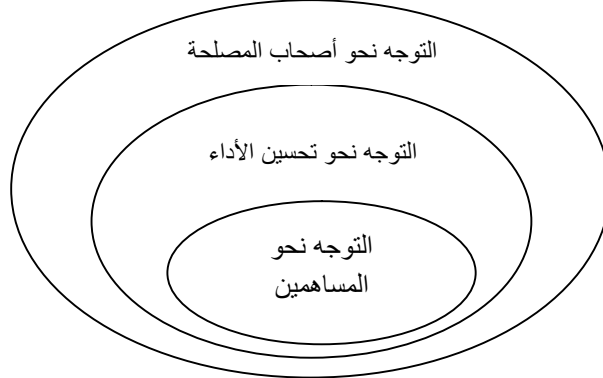 التوجه نحو أصحاب المصلحة
التوجه نحو تحسين الأداء
التوجه نحو
المساهمين